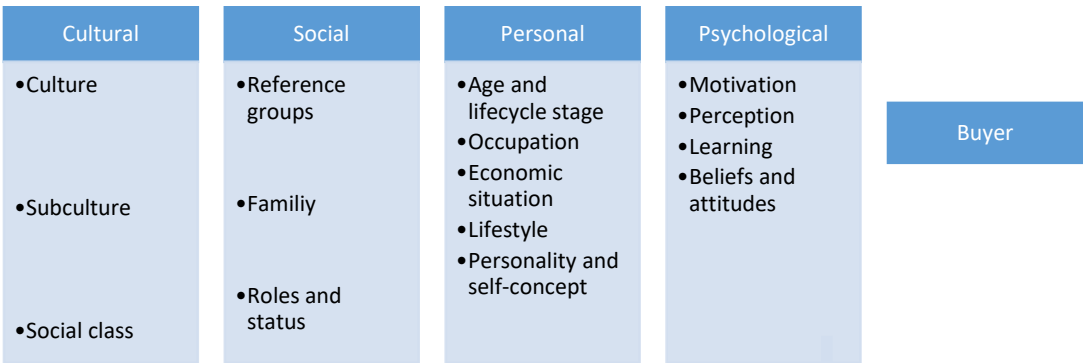 Cultural
•Culture
•Subculture
•Social class
Social
•Reference
groups
•Familiy
•Roles and
status
Personal
•Age and
lifecycle stage
•Occupation
•Economic
situation
•Lifestyle
•Personality and
self-concept
Psychological
•Motivation
•Perception
•Learning
•Beliefs and
attitudes
Buyer